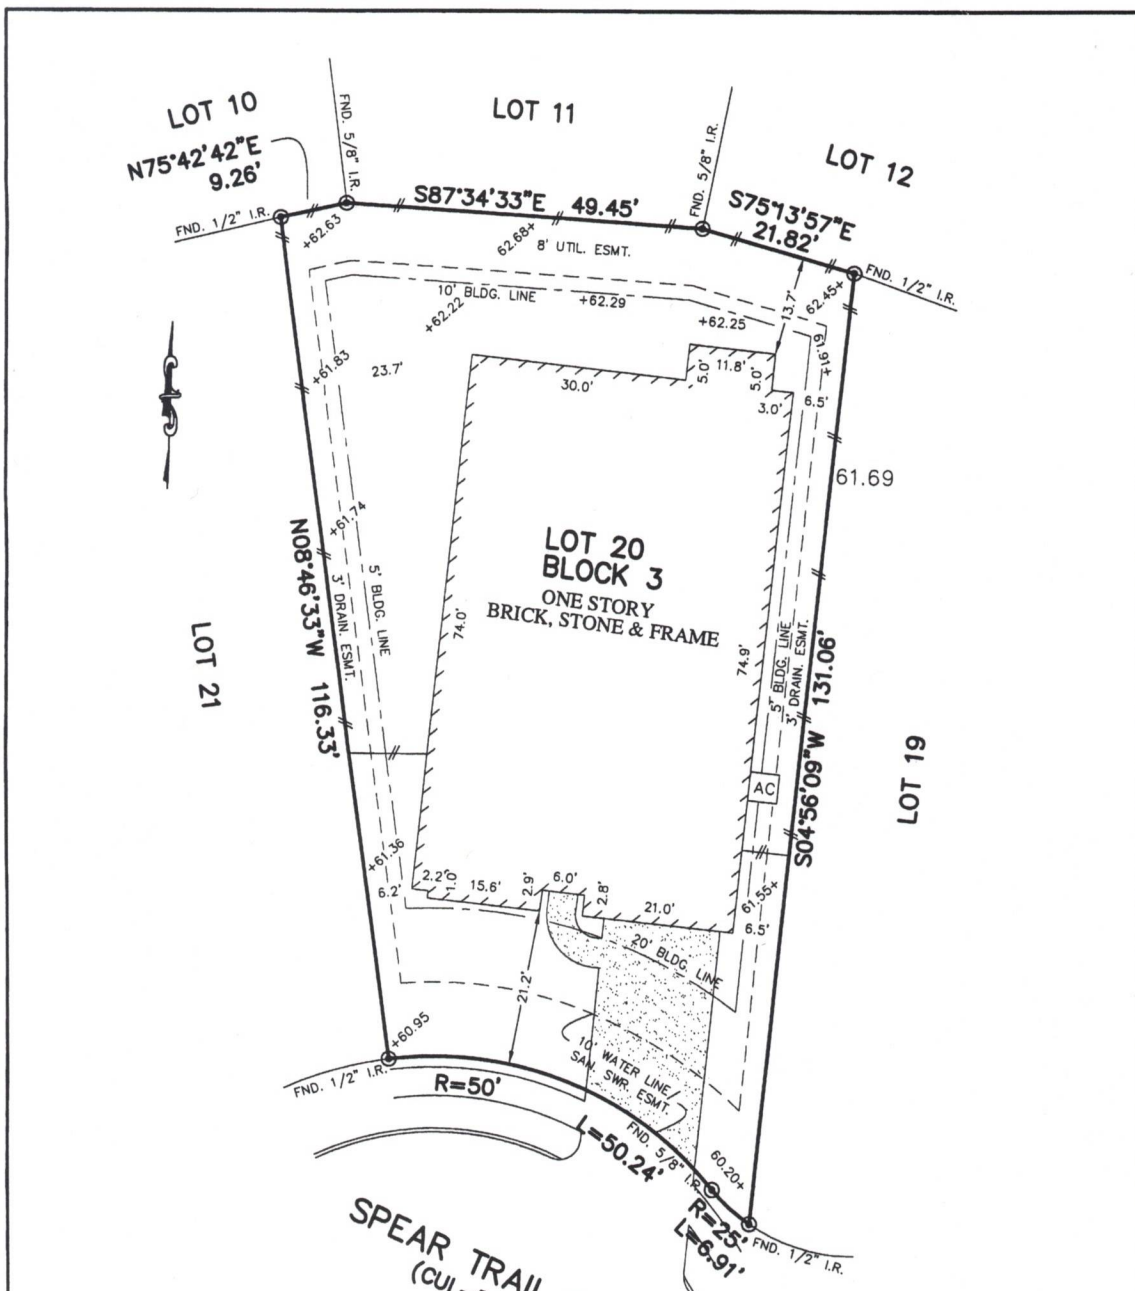 LOT 10
LOT 11
LOT 12
N75°42'42"E
9.26'
FND. 5/8" I.R.
FND. 5/8" I.R.
FND. 1/2" I.R.
S87°34'33"E 49.45'
S75°13'57"E
21.82'
FND. 1/2" I.R.
+62.63
62.68+
8' UTIL. ESMT.
62.45+
10' BLDG. LINE
+62.22
+62.29
+62.25
13.7'
61.91+
+61.83
23.7'
30.0'
5.0'
11.8'
5.0'
3.0'
6.5'
61.69
+61.74
N08°46'33"W 116.33'
3' DRAIN. ESMT.
5' BLDG. LINE
LOT 20
BLOCK 3
ONE STORY
BRICK, STONE & FRAME
74.0'
74.9'
5' BLDG. LINE
3' DRAIN. ESMT.
S04°56'09"W 131.06'
LOT 21
LOT 19
AC
+61.36
6.2'
2.2'
1.0'
15.6'
2.9'
6.0'
2.8'
21.0'
61.55+
6.5'
20' BLDG. LINE
21.2'
10' WATER LINE/
SAN. SWR. ESMT.
+60.95
FND. 1/2" I.R.
R=50'
L=50.24'
FND. 5/8" I.R.
60.20+
R=25'
L=6.91'
FND. 1/2" I.R.
SPEAR TRAIL